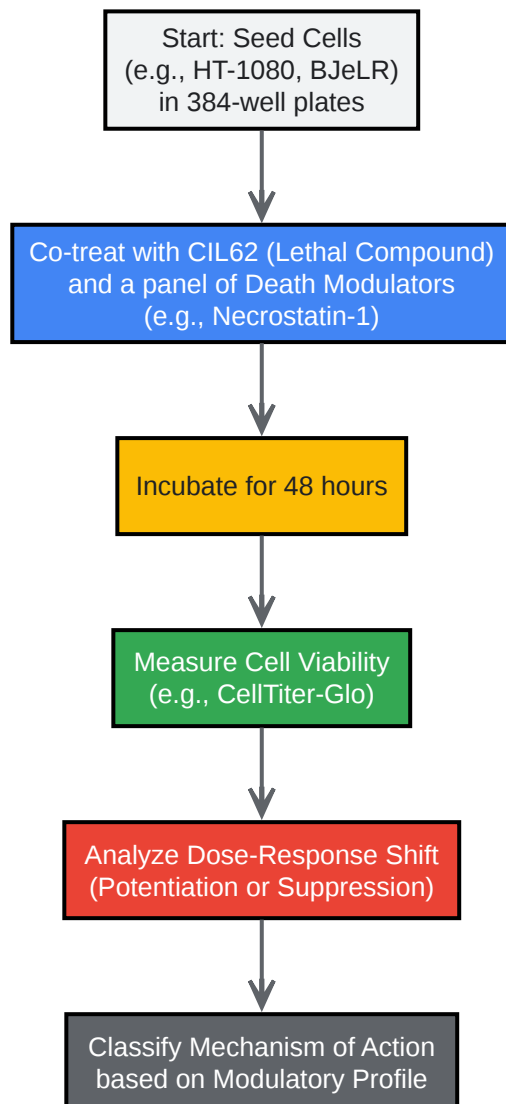 Start: Seed Cells
(e.g., HT-1080, BJeLR)
in 384-well plates
Co-treat with CIL62 (Lethal Compound)
and a panel of Death Modulators
(e.g., Necrostatin-1)
Incubate for 48 hours
Measure Cell Viability
(e.g., CellTiter-Glo)
Analyze Dose-Response Shift
(Potentiation or Suppression)
Classify Mechanism of Action
based on Modulatory Profile